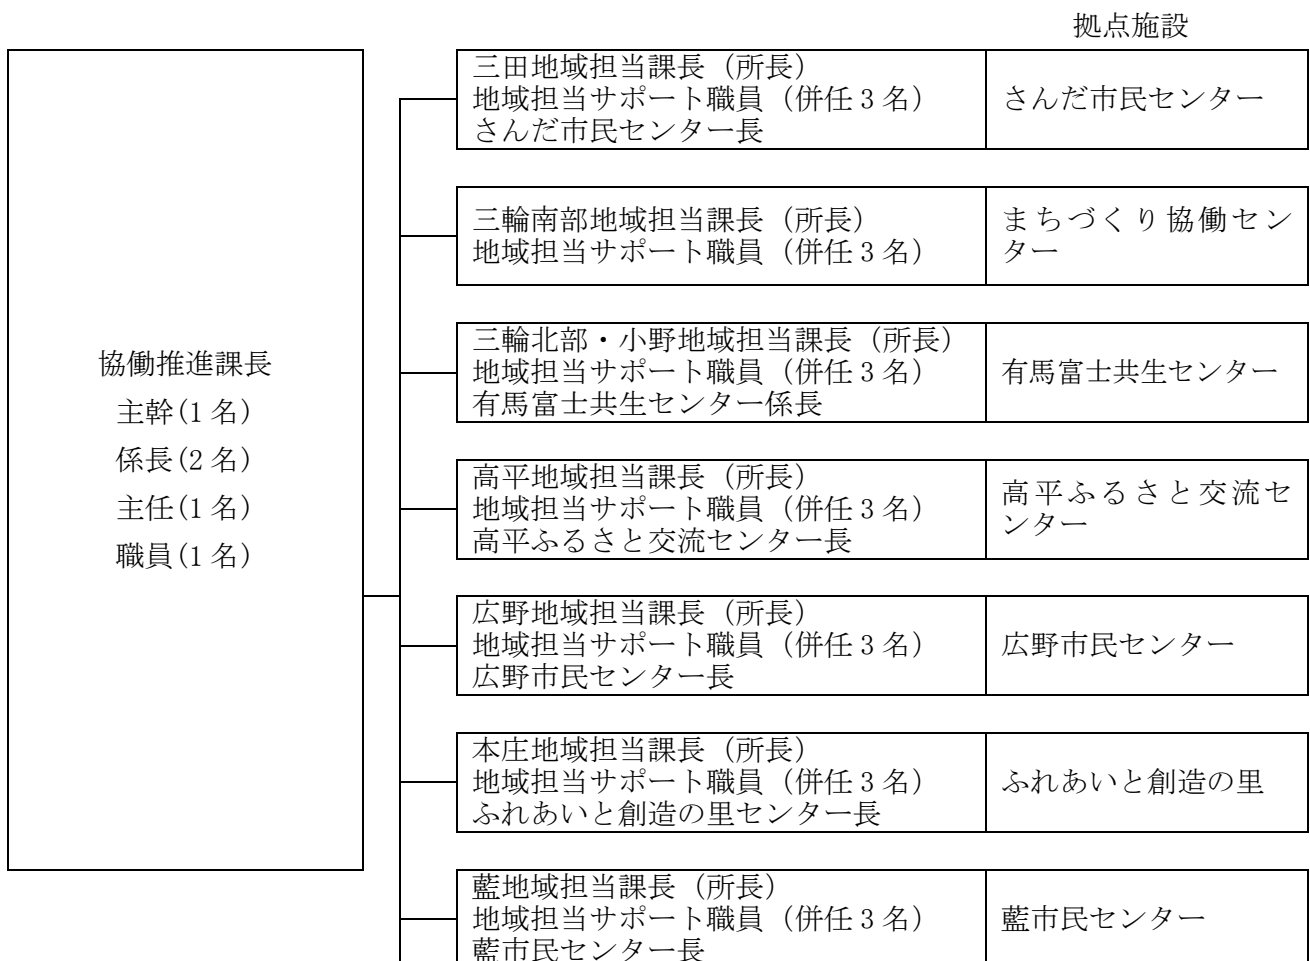 拠点施設
協働推進課長
主幹(1名)
係長(2名)
主任(1名)
職員(1名)
三田地域担当課長（所長）
地域担当サポート職員（併任3名）
さんだ市民センター長
さんだ市民センター
三輪南部地域担当課長（所長）
地域担当サポート職員（併任3名）
まちづくり協働セン
ター
三輪北部・小野地域担当課長（所長）
地域担当サポート職員（併任3名）
有馬富士共生センター係長
有馬富士共生センター
高平地域担当課長（所長）
地域担当サポート職員（併任3名）
高平ふるさと交流センター長
高平ふるさと交流セ
ンター
広野地域担当課長（所長）
地域担当サポート職員（併任3名）
広野市民センター長
広野市民センター
本庄地域担当課長（所長）
地域担当サポート職員（併任3名）
ふれあいと創造の里センター長
ふれあいと創造の里
藍地域担当課長（所長）
地域担当サポート職員（併任3名）
藍市民センター長
藍市民センター